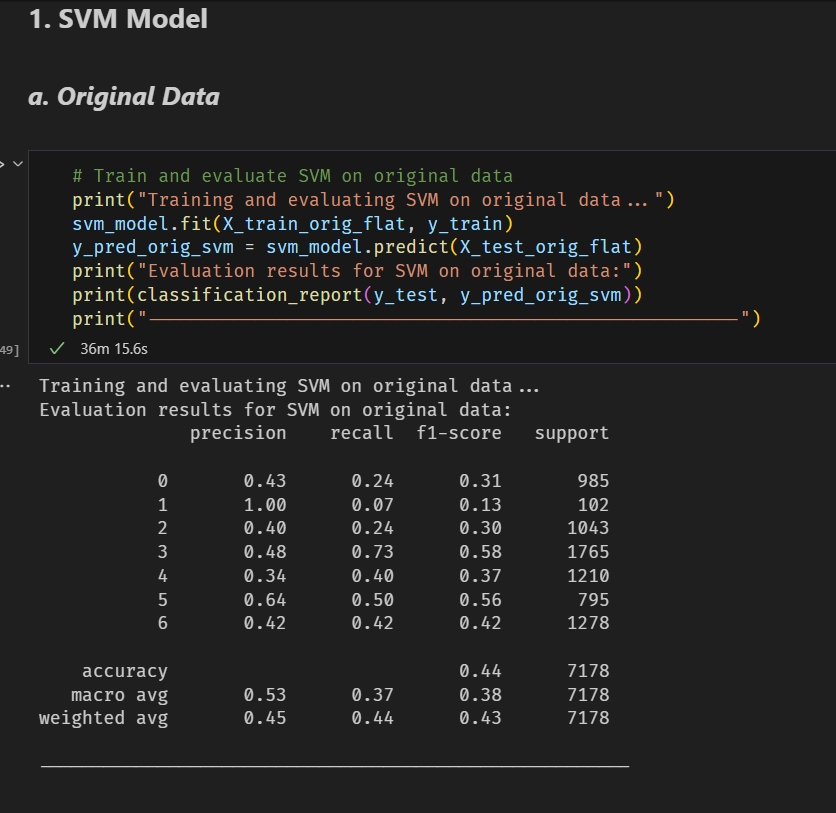 1. SVM Model
a. Original Data
# Train and evaluate SVM on original data
print("Training and evaluating SVM on original data...")
svm_model.fit(X_train_orig_flat, y_train)
y_pred_orig_svm = svm_model.predict(X_test_orig_flat)
print("Evaluation results for SVM on original data:")
print(classification_report(y_test, y_pred_orig_svm))
print("_______________________________________________________")
49] 36m 15.6s
Training and evaluating SVM on original data...
Evaluation results for SVM on original data:
precision recall f1-score support
0 0.43 0.24 0.31 985
1 1.00 0.07 0.13 102
2 0.40 0.24 0.30 1043
3 0.48 0.73 0.58 1765
4 0.34 0.40 0.37 1210
5 0.64 0.50 0.56 795
6 0.42 0.42 0.42 1278
accuracy 0.44 7178
macro avg 0.53 0.37 0.38 7178
weighted avg 0.45 0.44 0.43 7178
_______________________________________________________